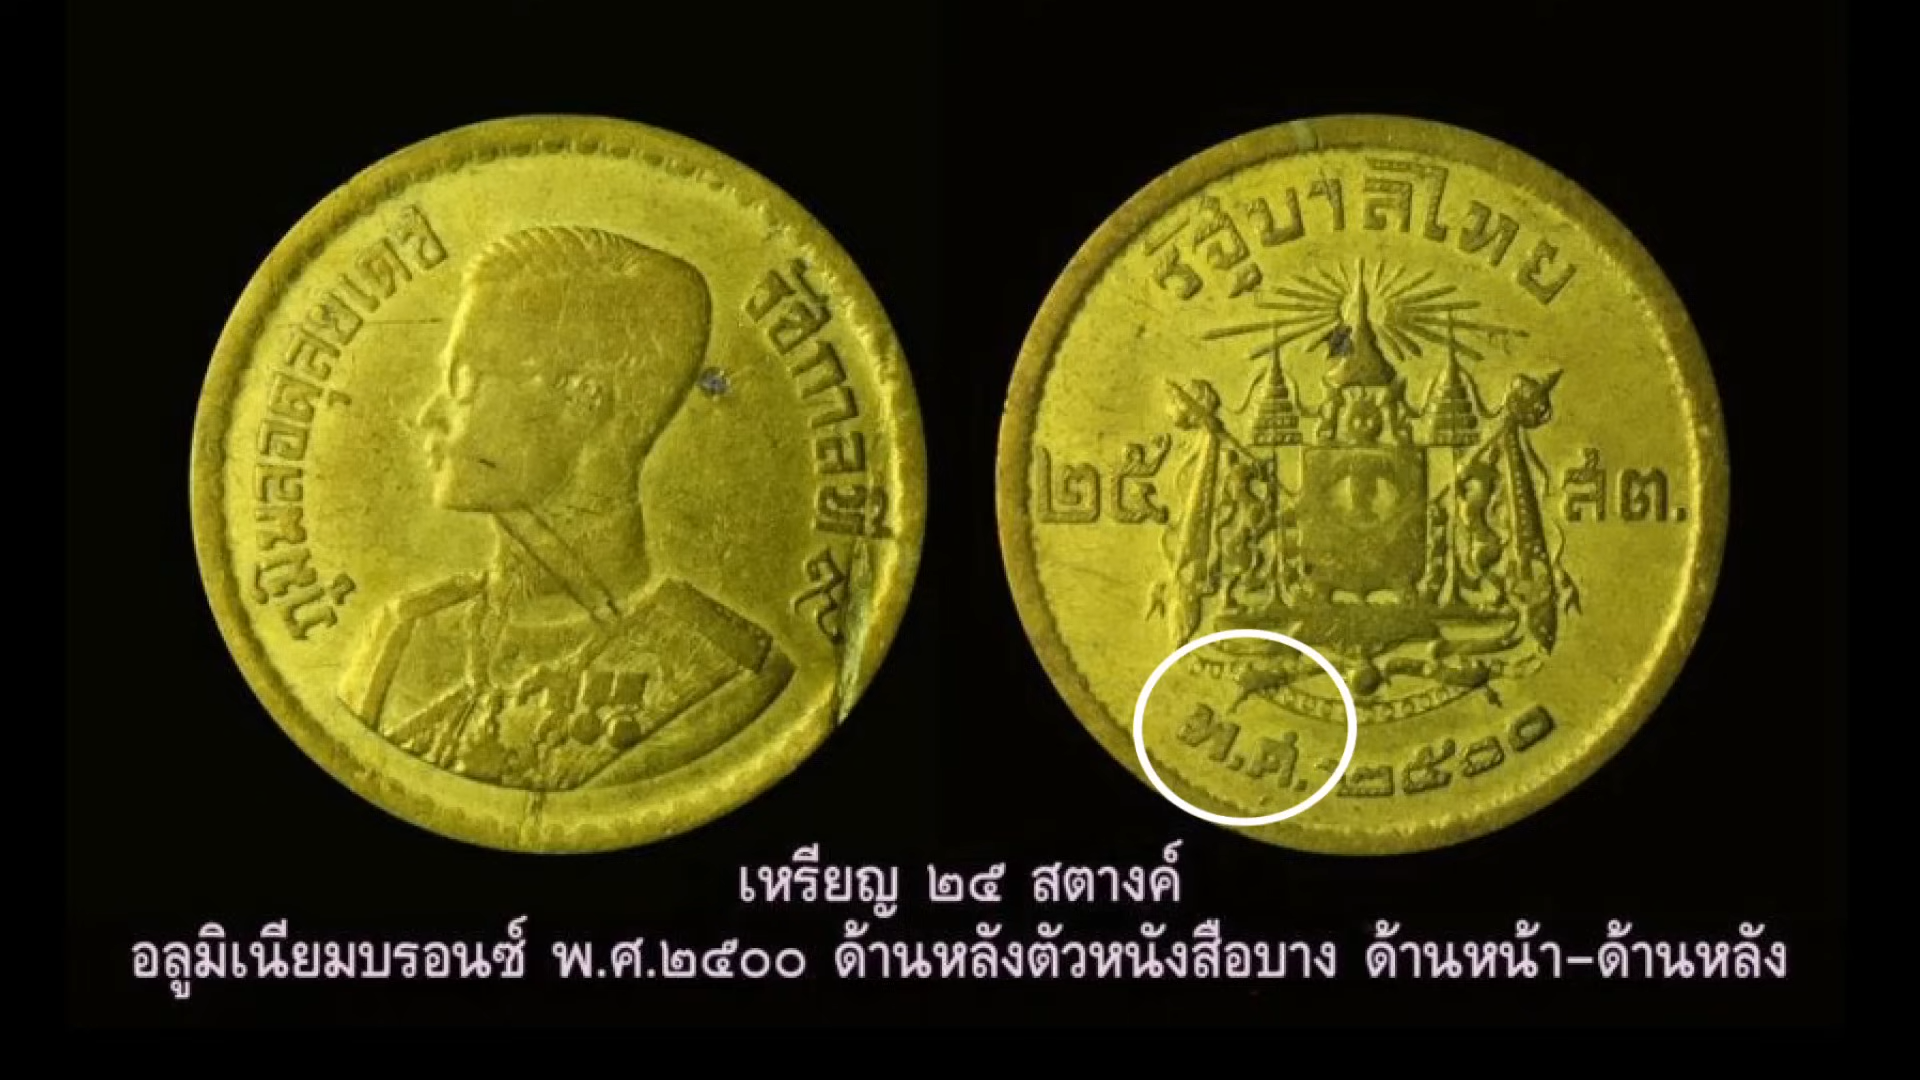 ภูมิพลอดุลยเดช
รัชกาลที่ ๙
รัฐบาลไทย
๒๕ สต.
พ.ศ. ๒๕๐๐
เหรียญ ๒๕ สตางค์
อลูมิเนียมบรอนซ์ พ.ศ.๒๕๐๐ ด้านหลังตัวหนังสือบาง ด้านหน้า-ด้านหลัง